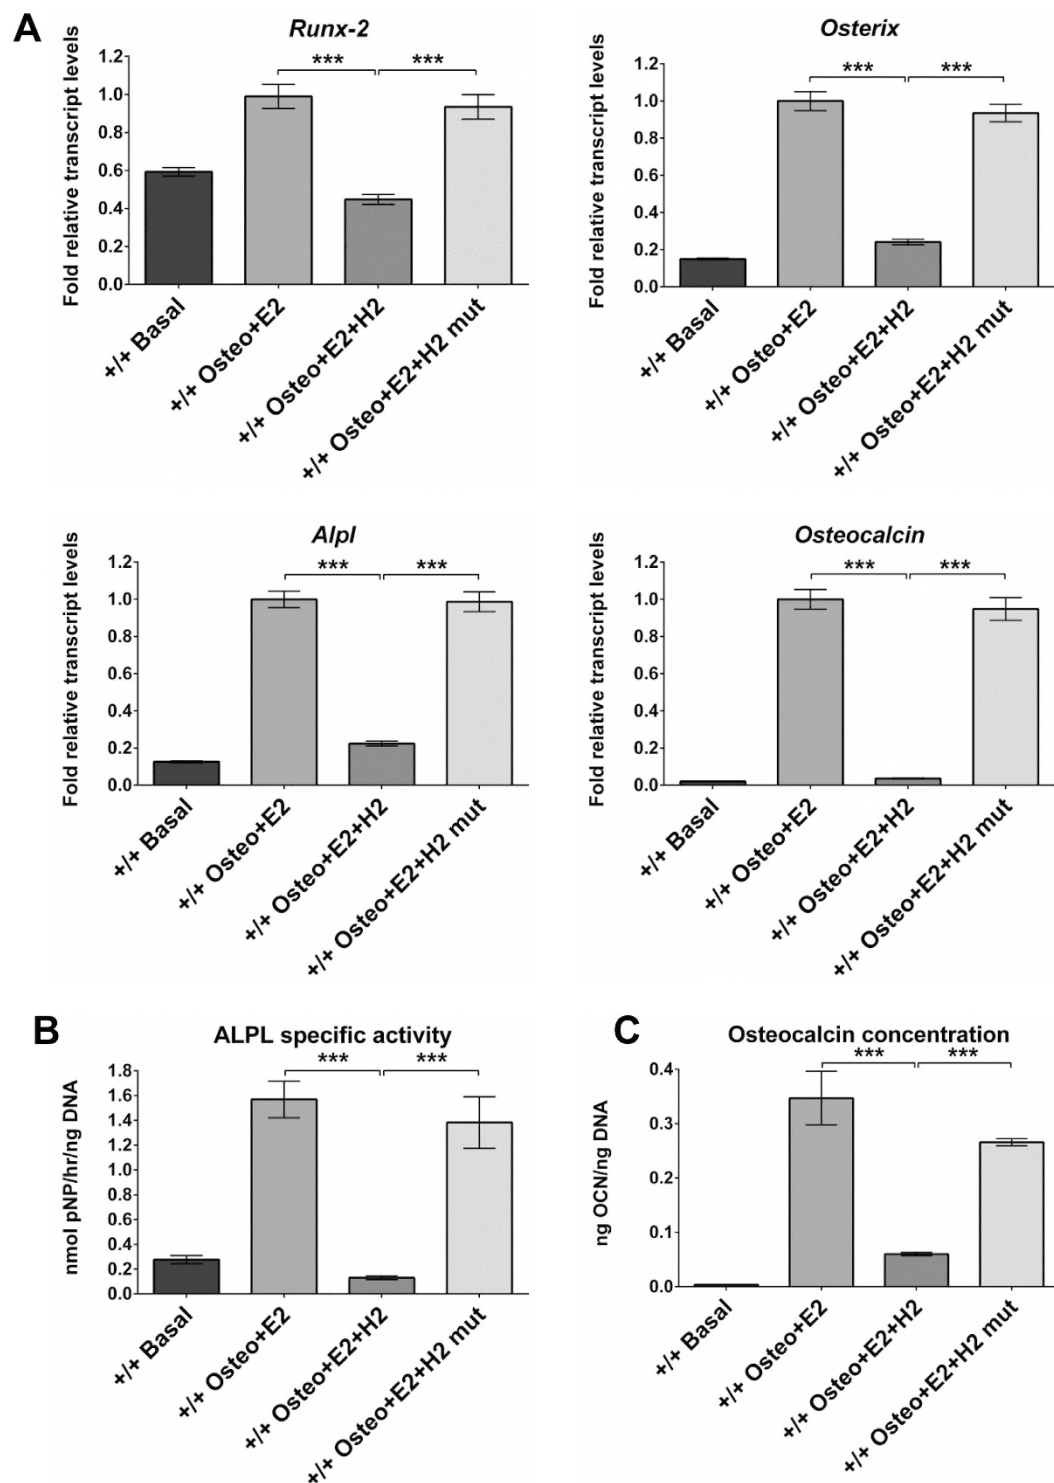 A
Runx-2
Fold relative transcript levels
1.2
1.0
0.8
0.6
0.4
0.2
0.0
***
***
+/+ Basal
+/+ Osteo+E2
+/+ Osteo+E2+H2
+/+ Osteo+E2+H2 mut
Osterix
Fold relative transcript levels
1.2
1.0
0.8
0.6
0.4
0.2
0.0
***
***
+/+ Basal
+/+ Osteo+E2
+/+ Osteo+E2+H2
+/+ Osteo+E2+H2 mut
Alpl
Fold relative transcript levels
1.2
1.0
0.8
0.6
0.4
0.2
0.0
***
***
+/+ Basal
+/+ Osteo+E2
+/+ Osteo+E2+H2
+/+ Osteo+E2+H2 mut
Osteocalcin
Fold relative transcript levels
1.2
1.0
0.8
0.6
0.4
0.2
0.0
***
***
+/+ Basal
+/+ Osteo+E2
+/+ Osteo+E2+H2
+/+ Osteo+E2+H2 mut
B
ALPL specific activity
nmol pNP/hr/ng DNA
1.8
1.6
1.4
1.2
1.0
0.8
0.6
0.4
0.2
0.0
***
***
+/+ Basal
+/+ Osteo+E2
+/+ Osteo+E2+H2
+/+ Osteo+E2+H2 mut
C
Osteocalcin concentration
ng OCN/ng DNA
0.4
0.3
0.2
0.1
0.0
***
***
+/+ Basal
+/+ Osteo+E2
+/+ Osteo+E2+H2
+/+ Osteo+E2+H2 mut